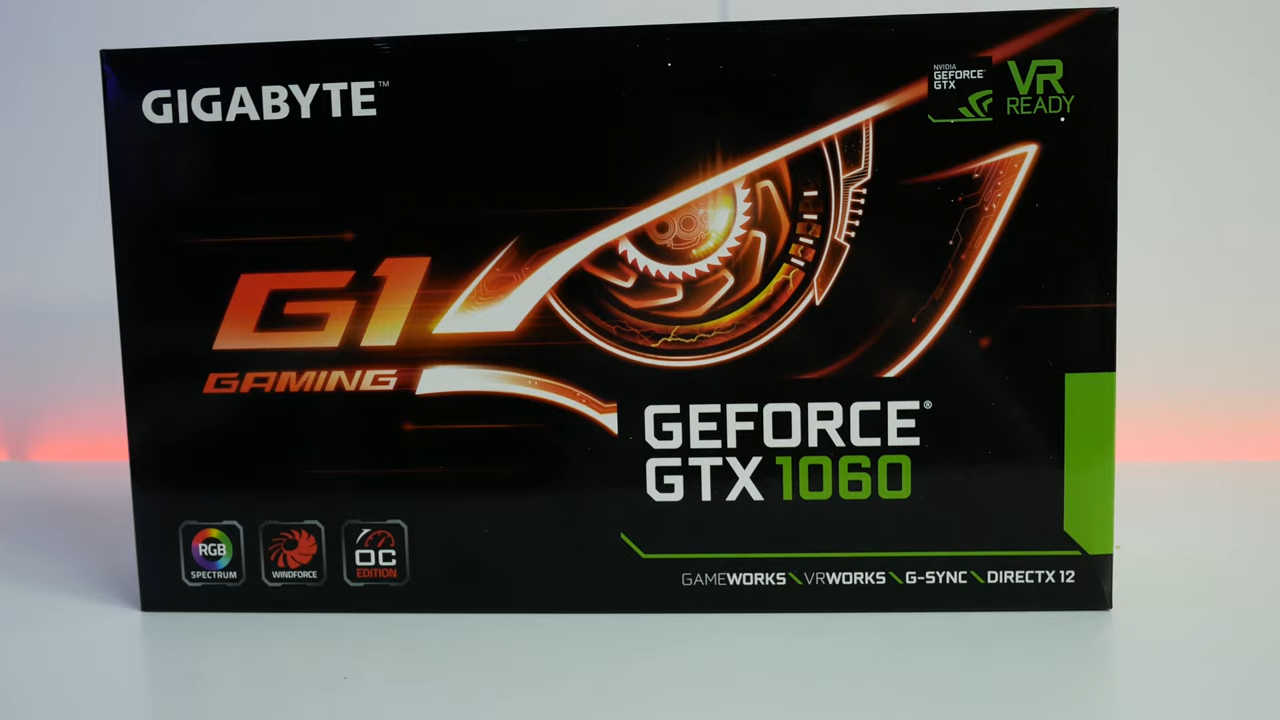 GIGABYTE™
NVIDIA
GEFORCE®
GTX
VR
READY
G1
GAMING
GEFORCE®
GTX 1060
RGB
SPECTRUM
WINDFORCE
OC
EDITION
GAMEWORKS \ VRWORKS \ G-SYNC \ DIRECTX 12